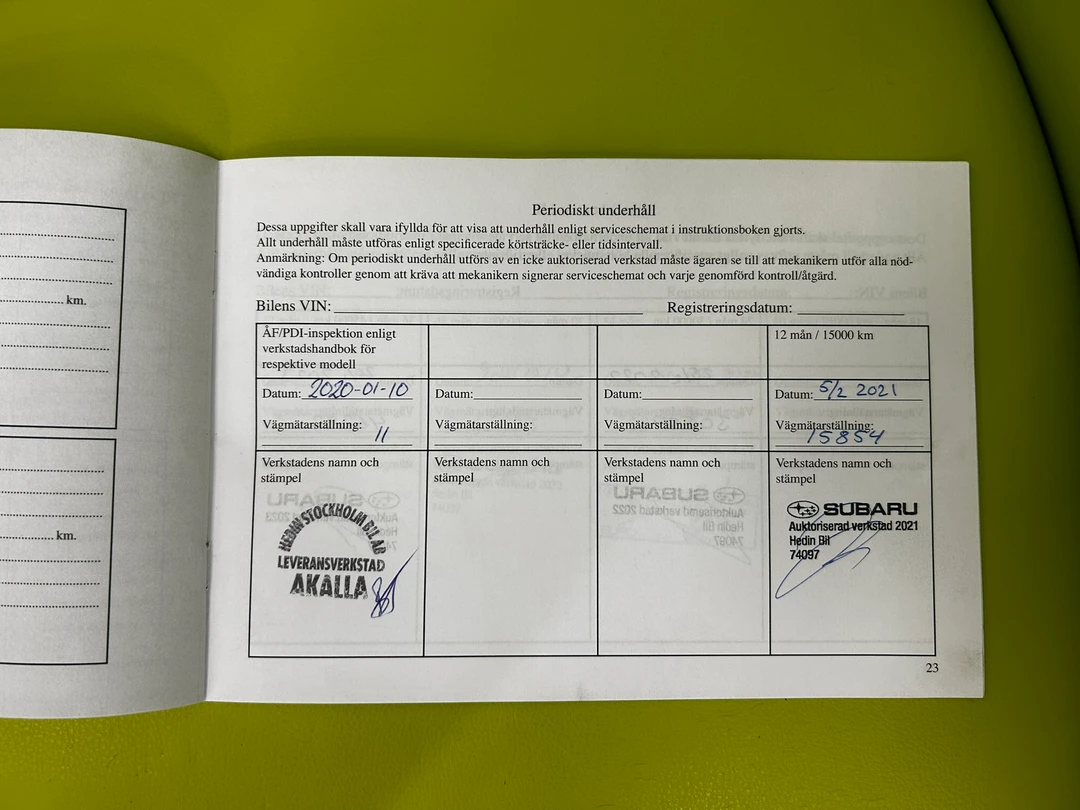 km.
km.
Periodiskt underhåll
Dessa uppgifter skall vara ifyllda för att visa att underhåll enligt serviceschemat i instruktionsboken gjorts.
Allt underhåll måste utföras enligt specificerade körtsträcke- eller tidsintervall.
Anmärkning: Om periodiskt underhåll utförs av en icke auktoriserad verkstad måste ägaren se till att mekanikern utför alla nöd-
vändiga kontroller genom att kräva att mekanikern signerar serviceschemat och varje genomförd kontroll/åtgärd.
Bilens VIN: Registreringsdatum:
ÅF/PDI-inspektion enligt
verkstadshandbok för
respektive modell
12 mån / 15000 km
Datum: 2020-01-10 Datum: Datum: Datum: 5/2 2021
Vägmätarställning: Vägmätarställning: Vägmätarställning: Vägmätarställning:
11 15854
Verkstadens namn och Verkstadens namn och Verkstadens namn och Verkstadens namn och
stämpel stämpel stämpel stämpel
HEDIN STOCKHOLM BIL AB
LEVERANSVERKSTAD
AKALLA
SUBARU
Auktoriserad verkstad 2021
Hedin Bil
74097
23